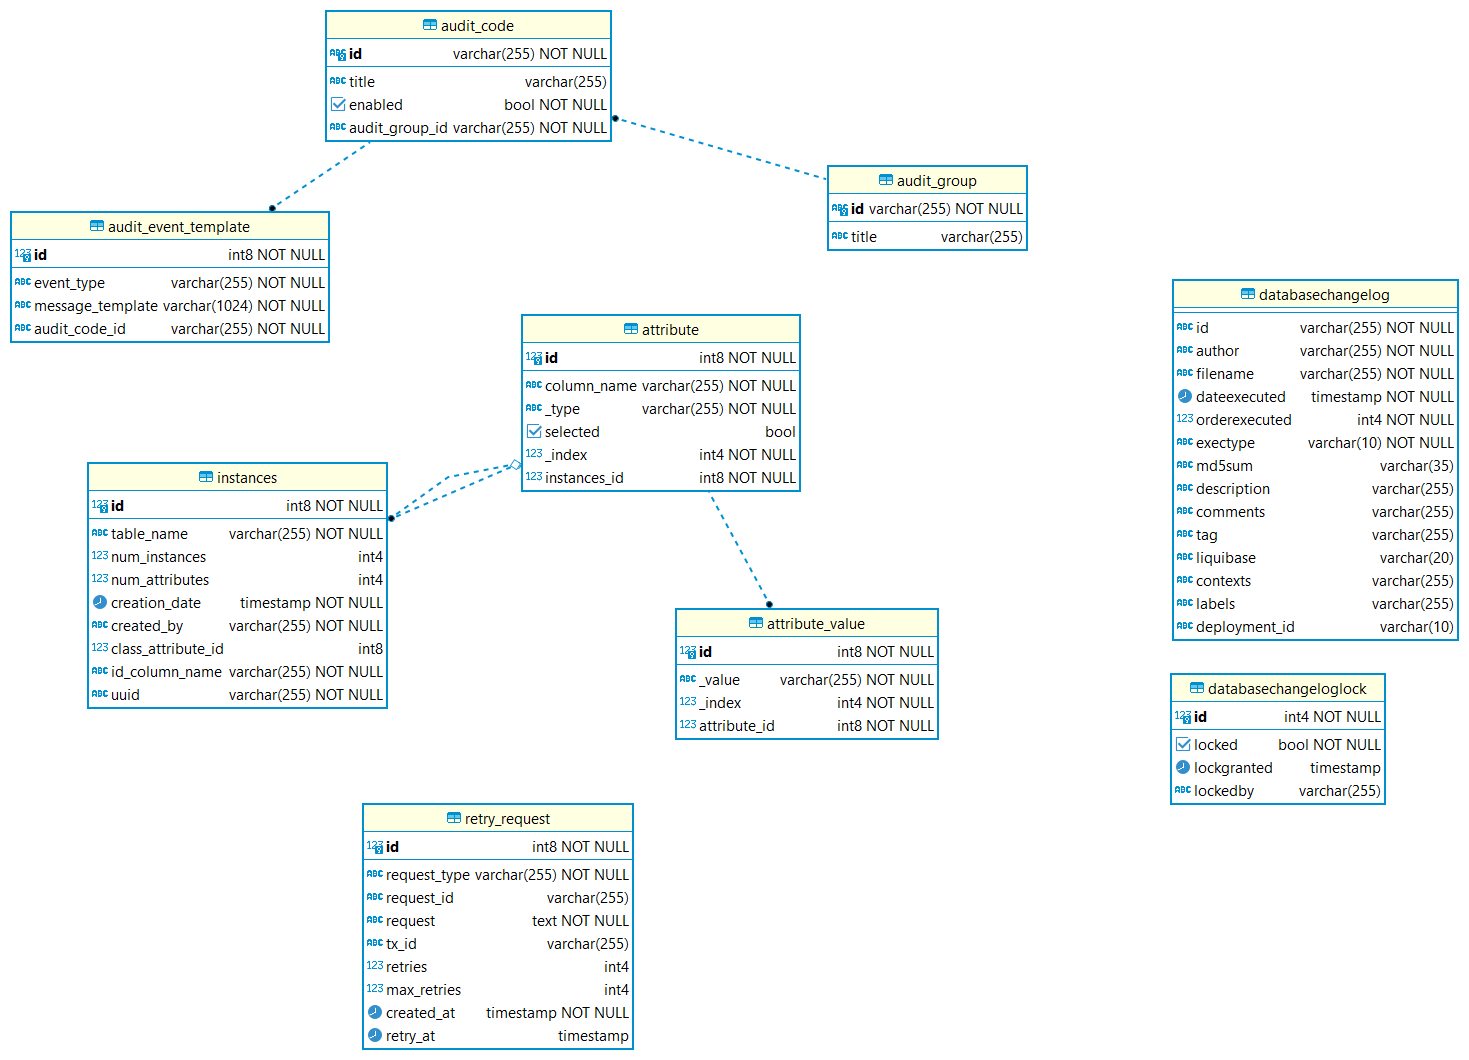 audit_code
id varchar(255) NOT NULL
title varchar(255)
enabled bool NOT NULL
audit_group_id varchar(255) NOT NULL
audit_group
id varchar(255) NOT NULL
title varchar(255)
audit_event_template
id int8 NOT NULL
event_type varchar(255) NOT NULL
message_template varchar(1024) NOT NULL
audit_code_id varchar(255) NOT NULL
attribute
id int8 NOT NULL
column_name varchar(255) NOT NULL
_type varchar(255) NOT NULL
selected bool
_index int4 NOT NULL
instances_id int8 NOT NULL
databasechangelog
id varchar(255) NOT NULL
author varchar(255) NOT NULL
filename varchar(255) NOT NULL
dateexecuted timestamp NOT NULL
orderexecuted int4 NOT NULL
exectype varchar(10) NOT NULL
md5sum varchar(35)
description varchar(255)
comments varchar(255)
tag varchar(255)
liquibase varchar(20)
contexts varchar(255)
labels varchar(255)
deployment_id varchar(10)
instances
id int8 NOT NULL
table_name varchar(255) NOT NULL
num_instances int4
num_attributes int4
creation_date timestamp NOT NULL
created_by varchar(255) NOT NULL
class_attribute_id int8
id_column_name varchar(255) NOT NULL
uuid varchar(255) NOT NULL
attribute_value
id int8 NOT NULL
_value varchar(255) NOT NULL
_index int4 NOT NULL
attribute_id int8 NOT NULL
databasechangeloglock
id int4 NOT NULL
locked bool NOT NULL
lockgranted timestamp
lockedby varchar(255)
retry_request
id int8 NOT NULL
request_type varchar(255) NOT NULL
request_id varchar(255)
request text NOT NULL
tx_id varchar(255)
retries int4
max_retries int4
created_at timestamp NOT NULL
retry_at timestamp